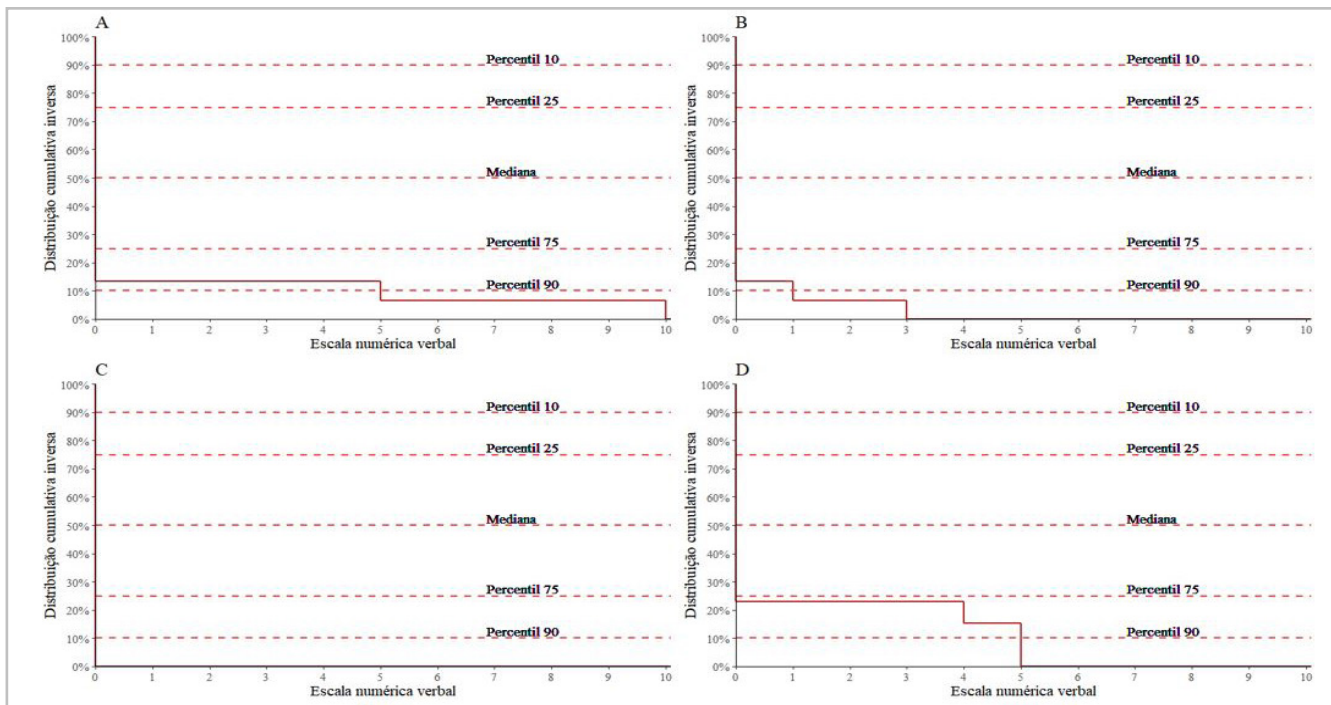 A
Distribuição cumulativa inversa
100%
90%
80%
70%
60%
50%
40%
30%
20%
10%
0%
Percentil 10
Percentil 25
Mediana
Percentil 75
Percentil 90
0 1 2 3 4 5 6 7 8 9 10
Escala numérica verbal
B
Distribuição cumulativa inversa
100%
90%
80%
70%
60%
50%
40%
30%
20%
10%
0%
Percentil 10
Percentil 25
Mediana
Percentil 75
Percentil 90
0 1 2 3 4 5 6 7 8 9 10
Escala numérica verbal
C
Distribuição cumulativa inversa
100%
90%
80%
70%
60%
50%
40%
30%
20%
10%
0%
Percentil 10
Percentil 25
Mediana
Percentil 75
Percentil 90
0 1 2 3 4 5 6 7 8 9 10
Escala numérica verbal
D
Distribuição cumulativa inversa
100%
90%
80%
70%
60%
50%
40%
30%
20%
10%
0%
Percentil 10
Percentil 25
Mediana
Percentil 75
Percentil 90
0 1 2 3 4 5 6 7 8 9 10
Escala numérica verbal